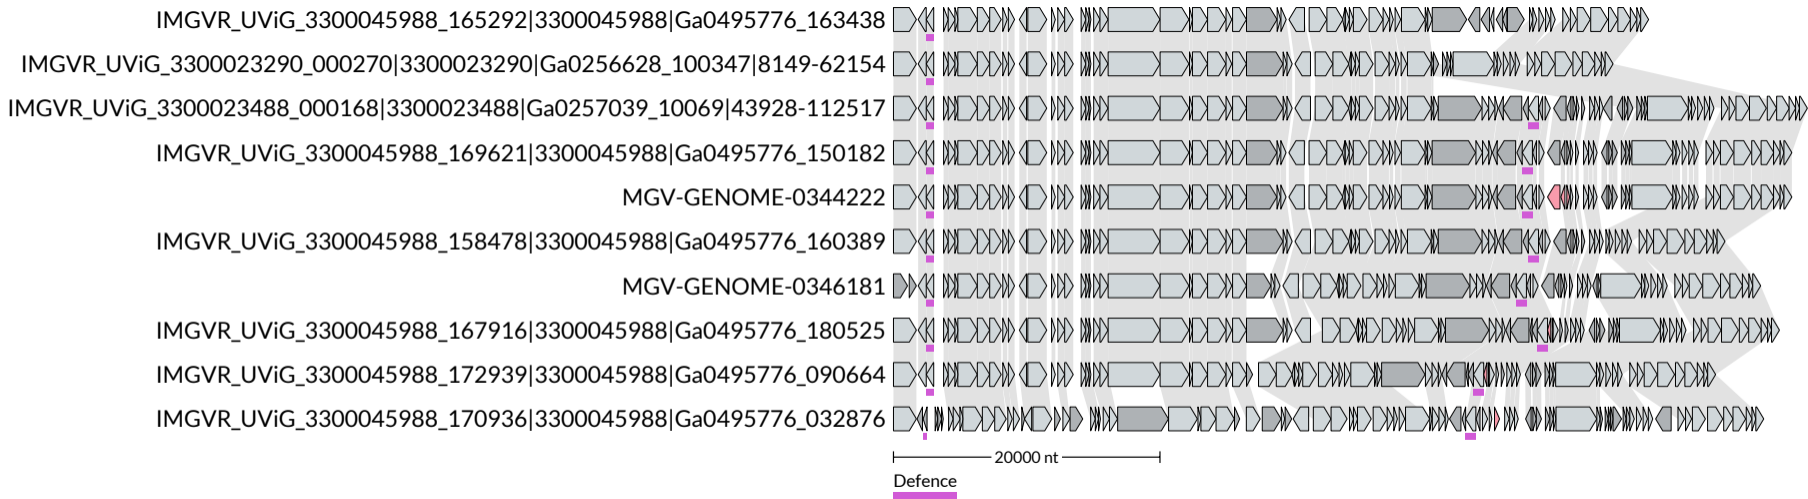 IMGVR_UViG_3300045988_165292|3300045988|Ga0495776_163438
IMGVR_UViG_3300023290_000270|3300023290|Ga0256628_100347|8149-62154
IMGVR_UViG_3300023488_000168|3300023488|Ga0257039_10069|43928-112517
IMGVR_UViG_3300045988_169621|3300045988|Ga0495776_150182
MGV-GENOME-0344222
IMGVR_UViG_3300045988_158478|3300045988|Ga0495776_160389
MGV-GENOME-0346181
IMGVR_UViG_3300045988_167916|3300045988|Ga0495776_180525
IMGVR_UViG_3300045988_172939|3300045988|Ga0495776_090664
IMGVR_UViG_3300045988_170936|3300045988|Ga0495776_032876
20000 nt
Defence